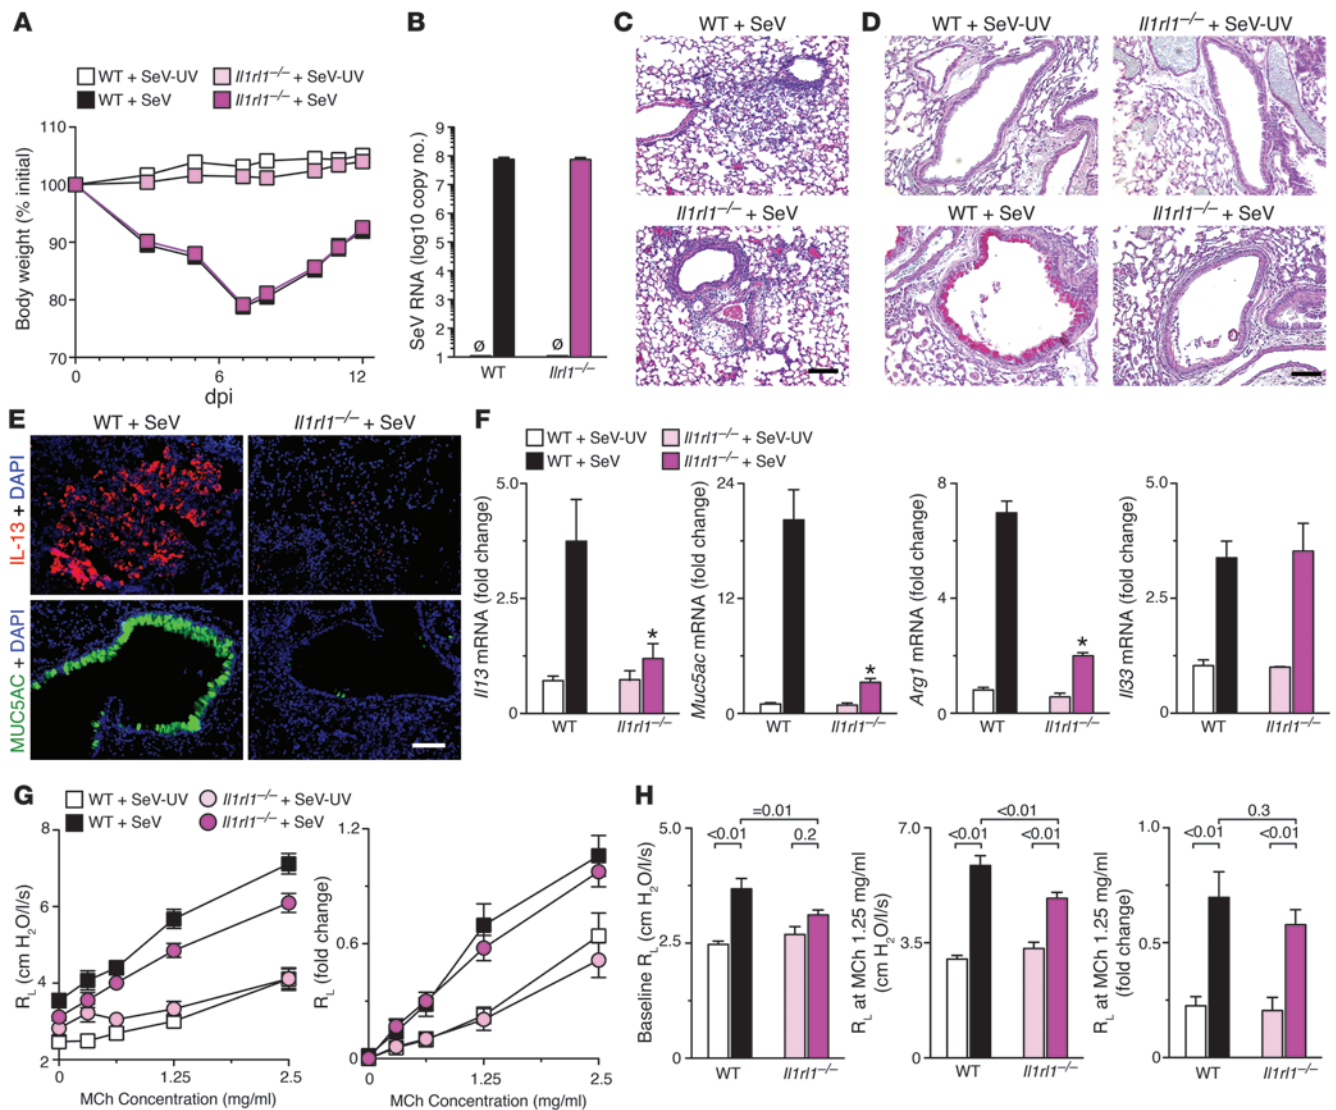 A
WT + SeV-UV
Il1rl1–/– + SeV-UV
WT + SeV
Il1rl1–/– + SeV
Body weight (% initial)
110
100
90
80
70
0
6
12
dpi
B
SeV RNA (log10 copy no.)
9
8
7
6
5
4
3
2
1
Ø
Ø
WT
Ilrl1–/–
C
WT + SeV
Il1rl1–/– + SeV
D
WT + SeV-UV
Il1rl1–/– + SeV-UV
WT + SeV
Il1rl1–/– + SeV
E
WT + SeV
Il1rl1–/– + SeV
IL-13 + DAPI
MUC5AC + DAPI
F
WT + SeV-UV
Il1rl1–/– + SeV-UV
WT + SeV
Il1rl1–/– + SeV
Il13 mRNA (fold change)
5.0
2.5
0
*
WT
Il1rl1–/–
Muc5ac mRNA (fold change)
24
12
0
*
WT
Il1rl1–/–
Arg1 mRNA (fold change)
8
4
0
*
WT
Il1rl1–/–
Il33 mRNA (fold change)
5.0
2.5
0
WT
Il1rl1–/–
G
WT + SeV-UV
Il1rl1–/– + SeV-UV
WT + SeV
Il1rl1–/– + SeV
RL (cm H2O/l/s)
8
6
4
2
0
1.25
2.5
MCh Concentration (mg/ml)
RL (fold change)
1.2
0.6
0
0
1.25
2.5
MCh Concentration (mg/ml)
H
Baseline RL (cm H2O/l/s)
5.0
2.5
0
=0.01
<0.01
0.2
WT
Il1rl1–/–
RL at MCh 1.25 mg/ml
(cm H2O/l/s)
7.0
3.5
0
<0.01
<0.01
<0.01
WT
Il1rl1–/–
RL at MCh 1.25 mg/ml
(fold change)
1.0
0.5
0
0.3
<0.01
<0.01
WT
Il1rl1–/–